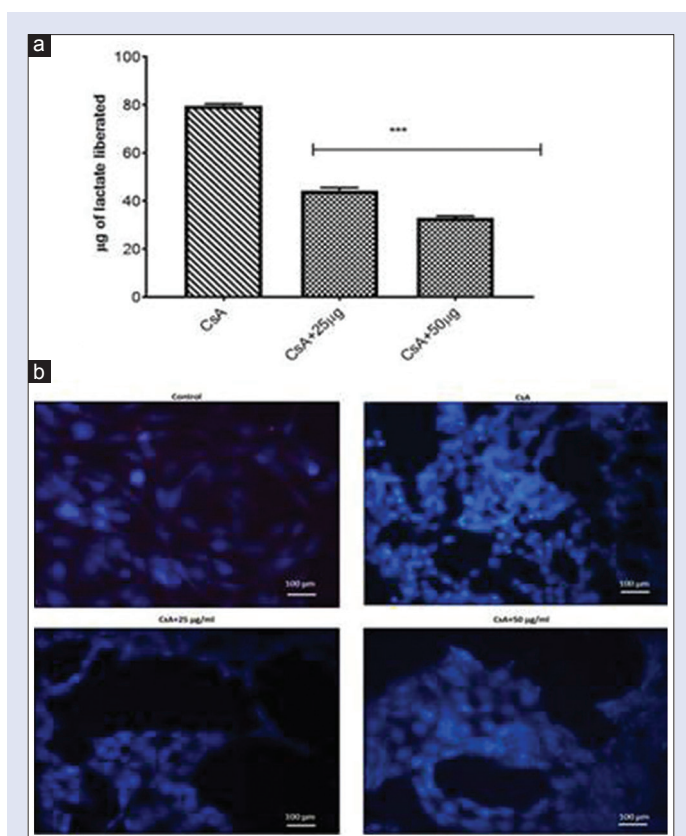 a
100
80
60
40
20
0
µg of lactate liberated
***
CsA
CsA+25µg
CsA+50µg
b
Control
CsA
100 µm
100 µm
CsA+25 µg/ml
CsA+50 µg/ml
100 µm
100 µm